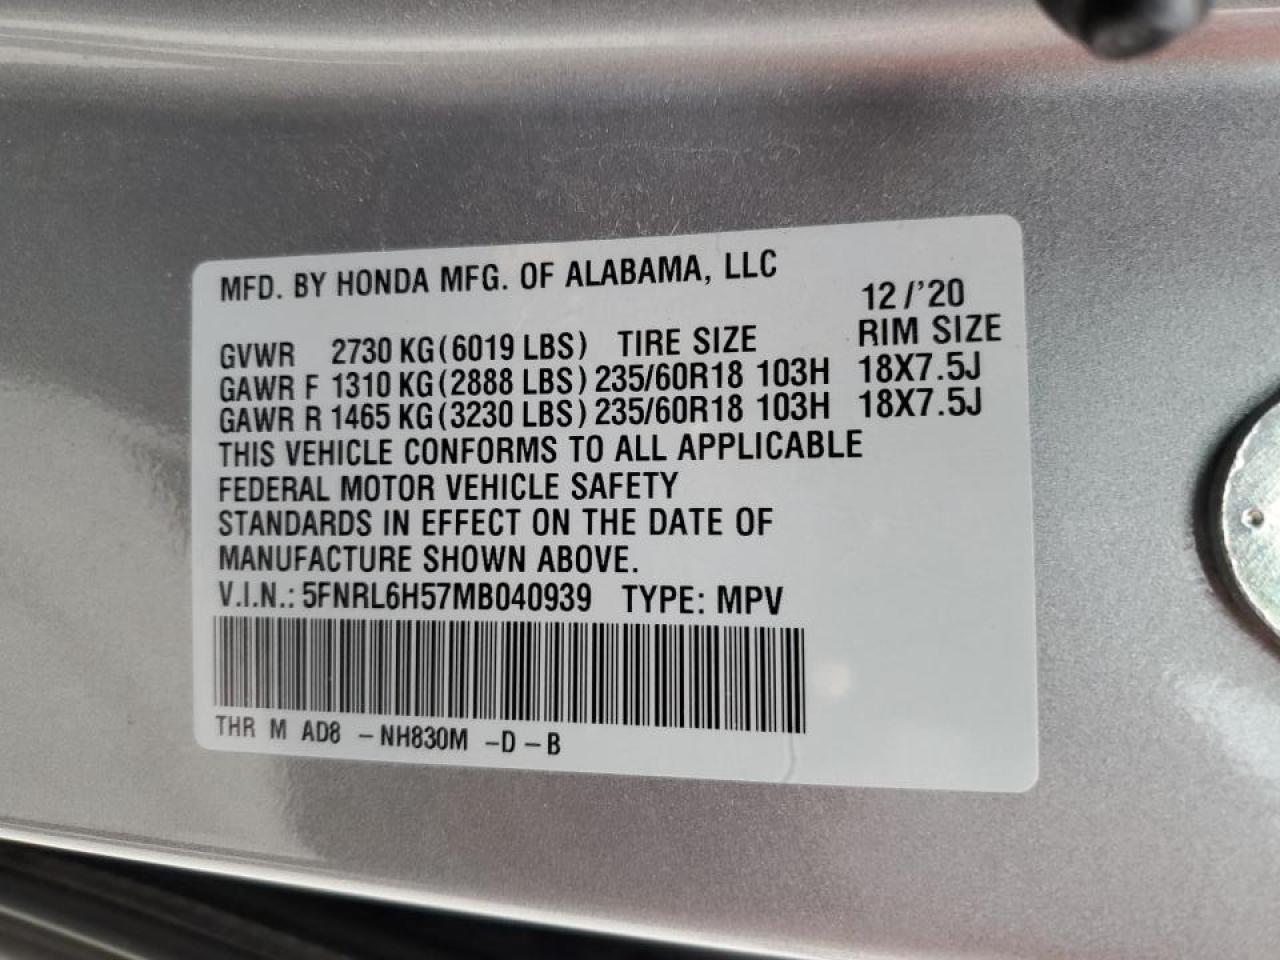 MFD. BY HONDA MFG. OF ALABAMA, LLC
12/'20
GVWR 2730 KG(6019 LBS) TIRE SIZE RIM SIZE
GAWR F 1310 KG(2888 LBS) 235/60R18 103H 18X7.5J
GAWR R 1465 KG(3230 LBS) 235/60R18 103H 18X7.5J
THIS VEHICLE CONFORMS TO ALL APPLICABLE
FEDERAL MOTOR VEHICLE SAFETY
STANDARDS IN EFFECT ON THE DATE OF
MANUFACTURE SHOWN ABOVE.
V.I.N.: 5FNRL6H57MB040939 TYPE: MPV
THR M AD8 -NH830M -D-B